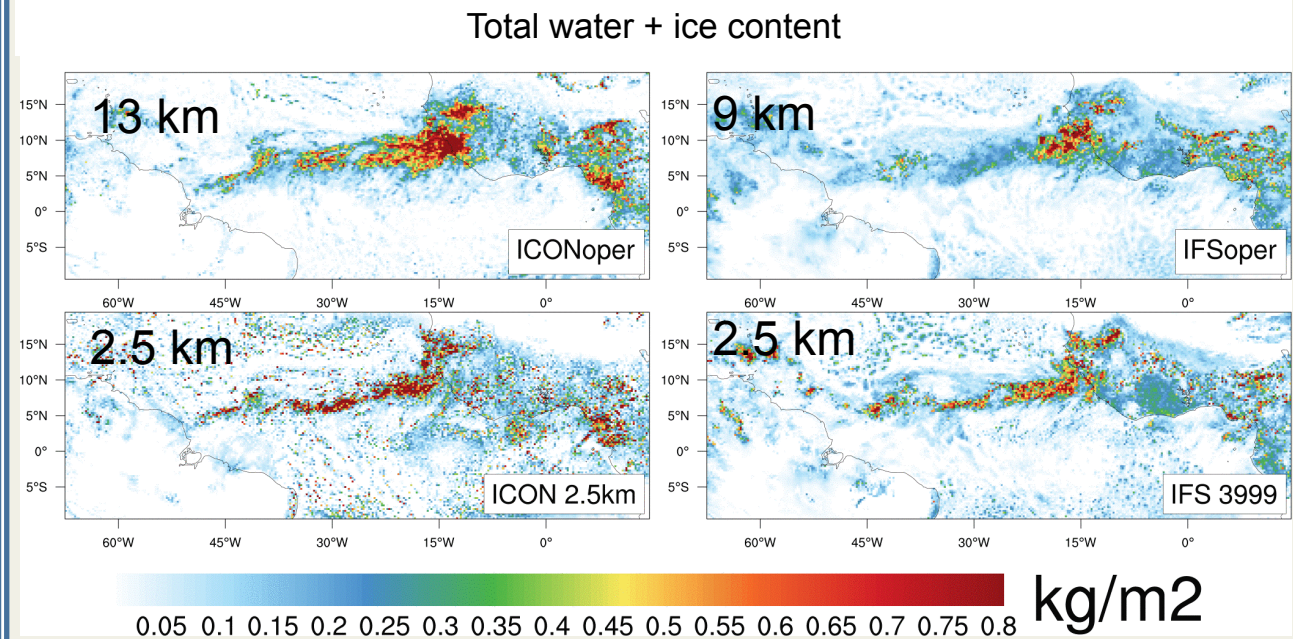 Total water + ice content
13 km
15°N
10°N
5°N
0°
5°S
ICONoper
60°W 45°W 30°W 15°W 0°
9 km
15°N
10°N
5°N
0°
5°S
IFSoper
60°W 45°W 30°W 15°W 0°
2.5 km
15°N
10°N
5°N
0°
5°S
ICON 2.5km
60°W 45°W 30°W 15°W 0°
2.5 km
15°N
10°N
5°N
0°
5°S
IFS 3999
60°W 45°W 30°W 15°W 0°
0.05 0.1 0.15 0.2 0.25 0.3 0.35 0.4 0.45 0.5 0.55 0.6 0.65 0.7 0.75 0.8
kg/m2